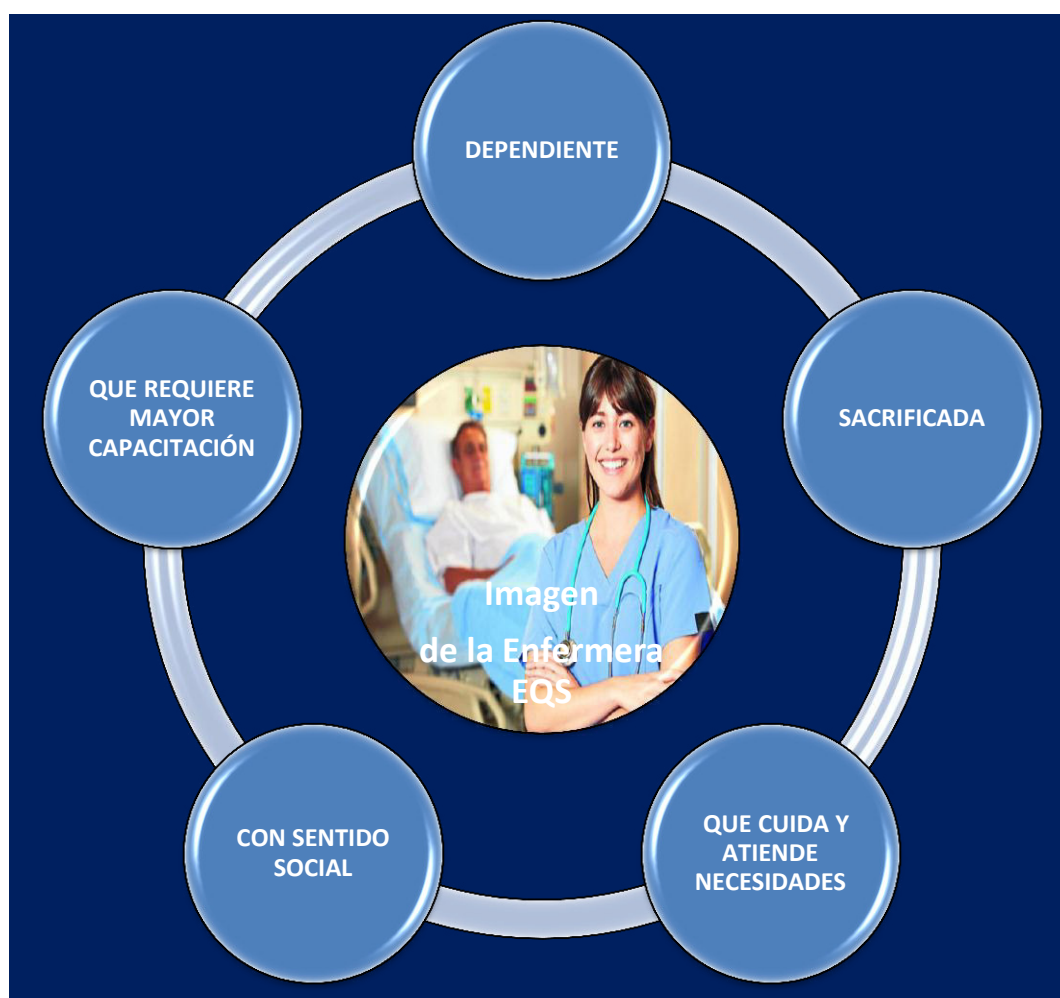 DEPENDIENTE
QUE REQUIERE
MAYOR
CAPACITACIÓN
SACRIFICADA
Imagen
de la Enfermera
EQS
CON SENTIDO
SOCIAL
QUE CUIDA Y
ATIENDE
NECESIDADES